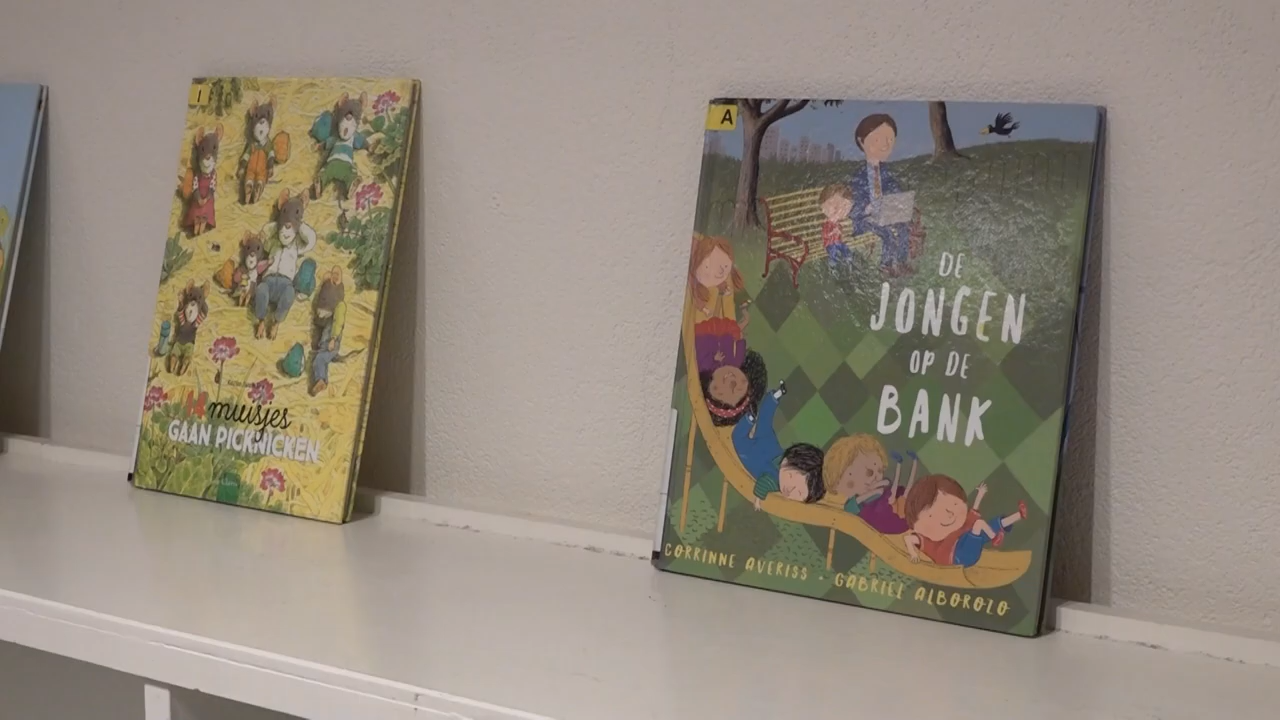 I
14 muisjes
GAAN PICKNICKEN
A
DE
JONGEN
OP DE
BANK
CORRINNE AVERISS · GABRIEL ALBOROZO